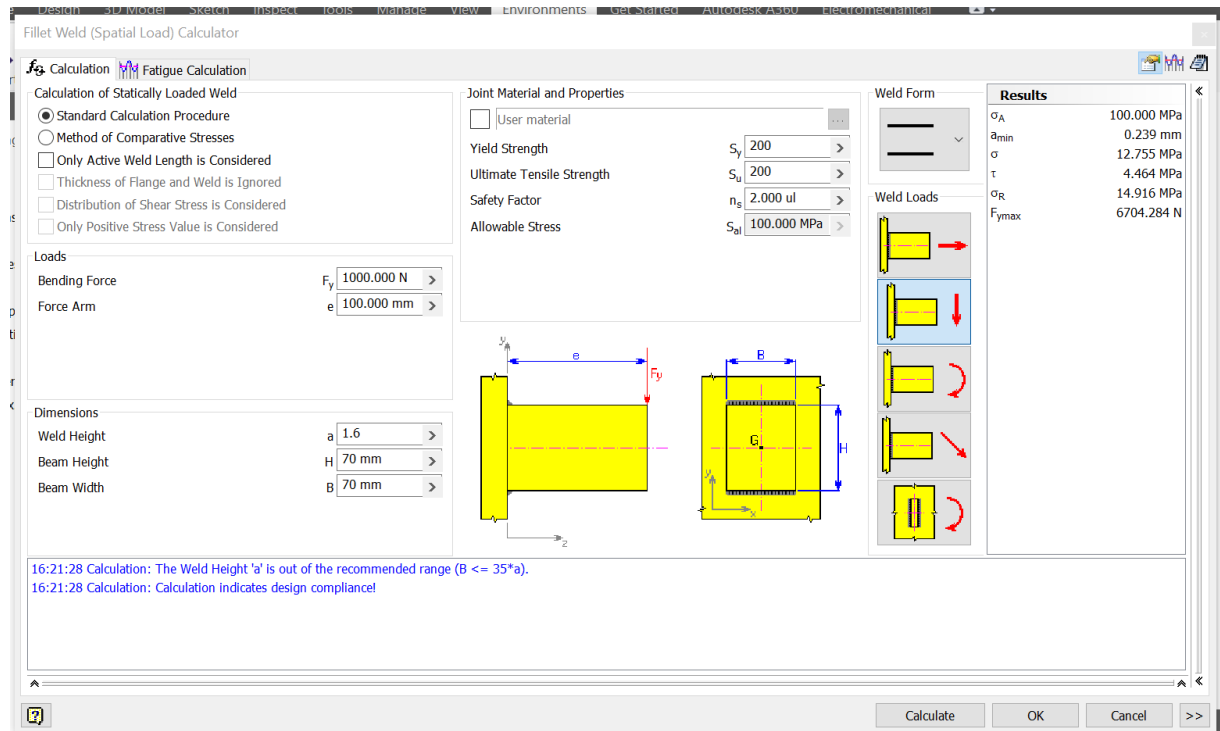 Design 3D Model Sketch Inspect Tools Manage View Environments Get Started Autodesk A360 Electromechanical
Fillet Weld (Spatial Load) Calculator
Calculation Fatigue Calculation
Calculation of Statically Loaded Weld
Standard Calculation Procedure
Method of Comparative Stresses
Only Active Weld Length is Considered
Thickness of Flange and Weld is Ignored
Distribution of Shear Stress is Considered
Only Positive Stress Value is Considered
Loads
Bending Force Fy 1000.000 N >
Force Arm e 100.000 mm >
Dimensions
Weld Height a 1.6 >
Beam Height H 70 mm >
Beam Width B 70 mm >
Joint Material and Properties
User material ...
Yield Strength Sy 200 >
Ultimate Tensile Strength Su 200 >
Safety Factor ns 2.000 ul >
Allowable Stress Sal 100.000 MPa >
y e Fy z
B G H y x
Weld Form
Weld Loads
Results
σA 100.000 MPa
amin 0.239 mm
σ 12.755 MPa
τ 4.464 MPa
σR 14.916 MPa
Fymax 6704.284 N
16:21:28 Calculation: The Weld Height 'a' is out of the recommended range (B <= 35*a).
16:21:28 Calculation: Calculation indicates design compliance!
Calculate OK Cancel >>